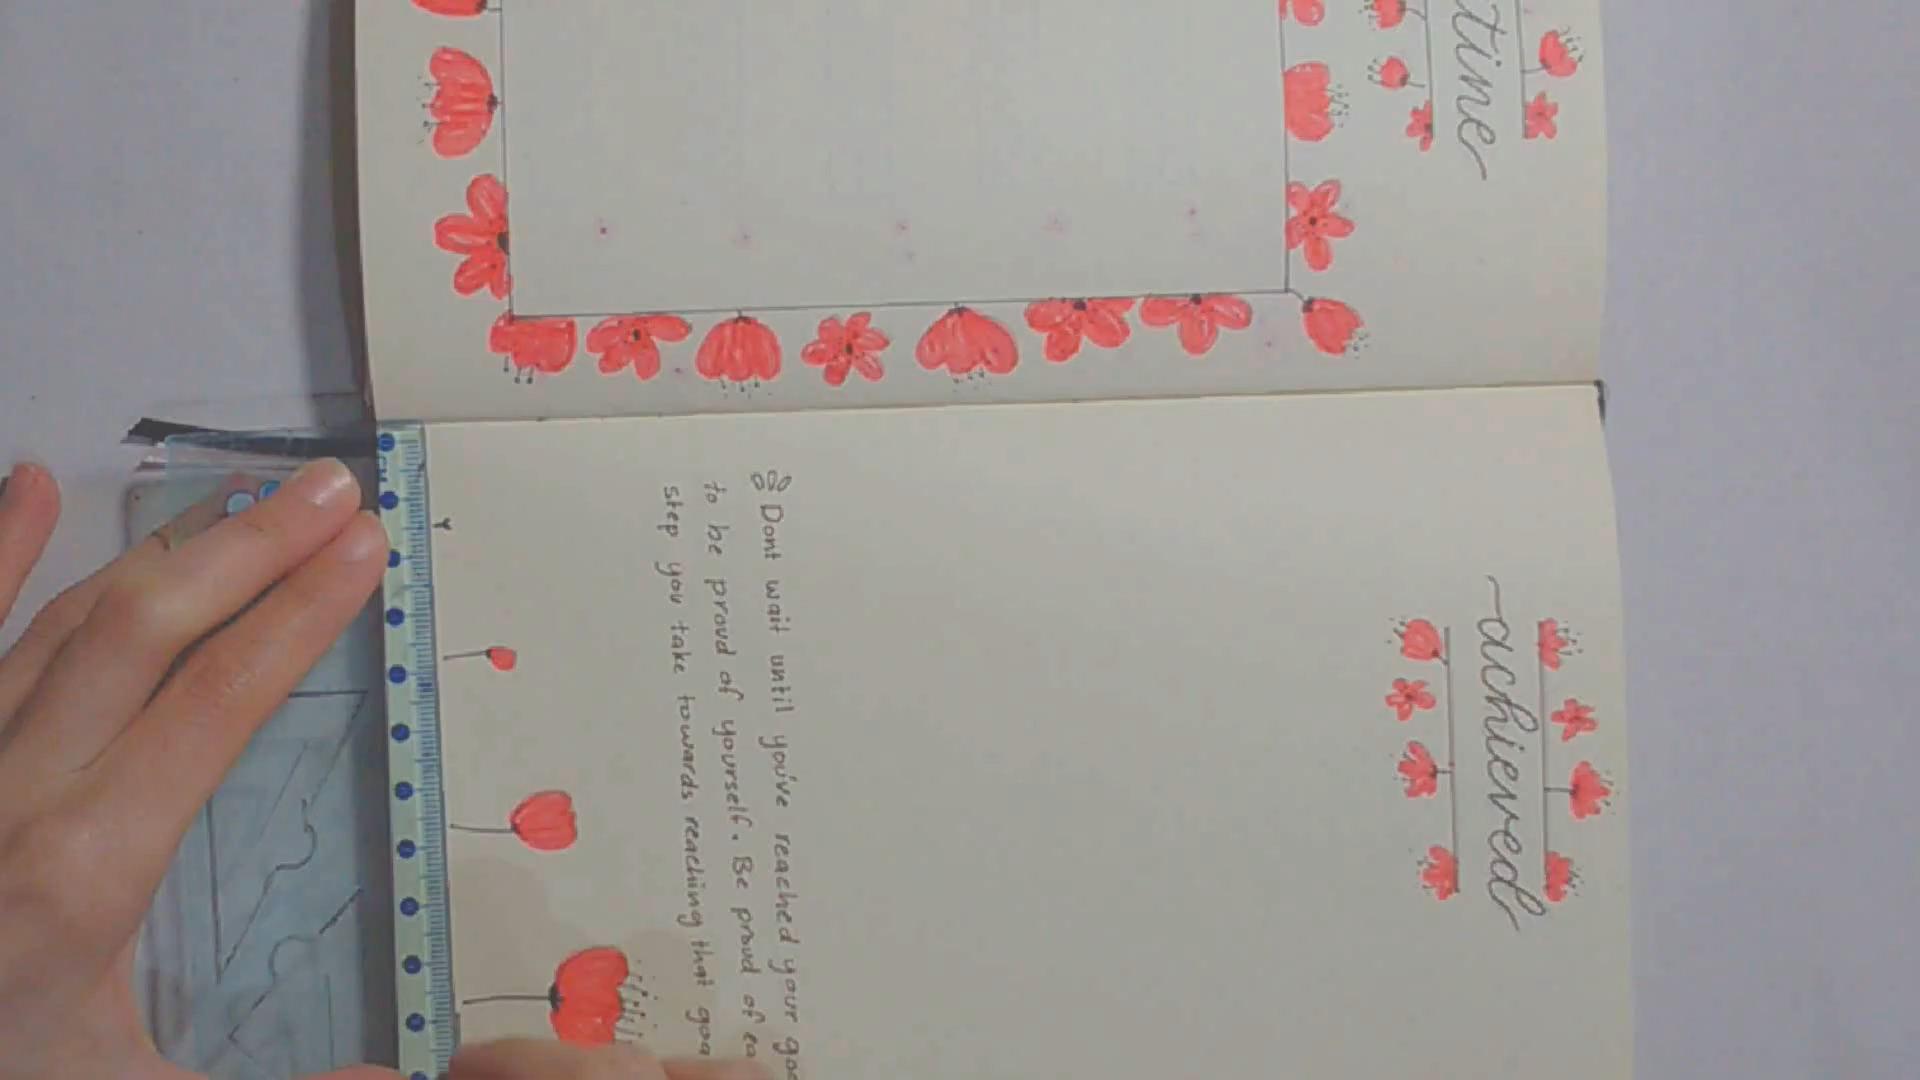 tine
achieved
Dont wait until you've reached your
to be proud of yourself. Be proud of
step you take towards reaching that